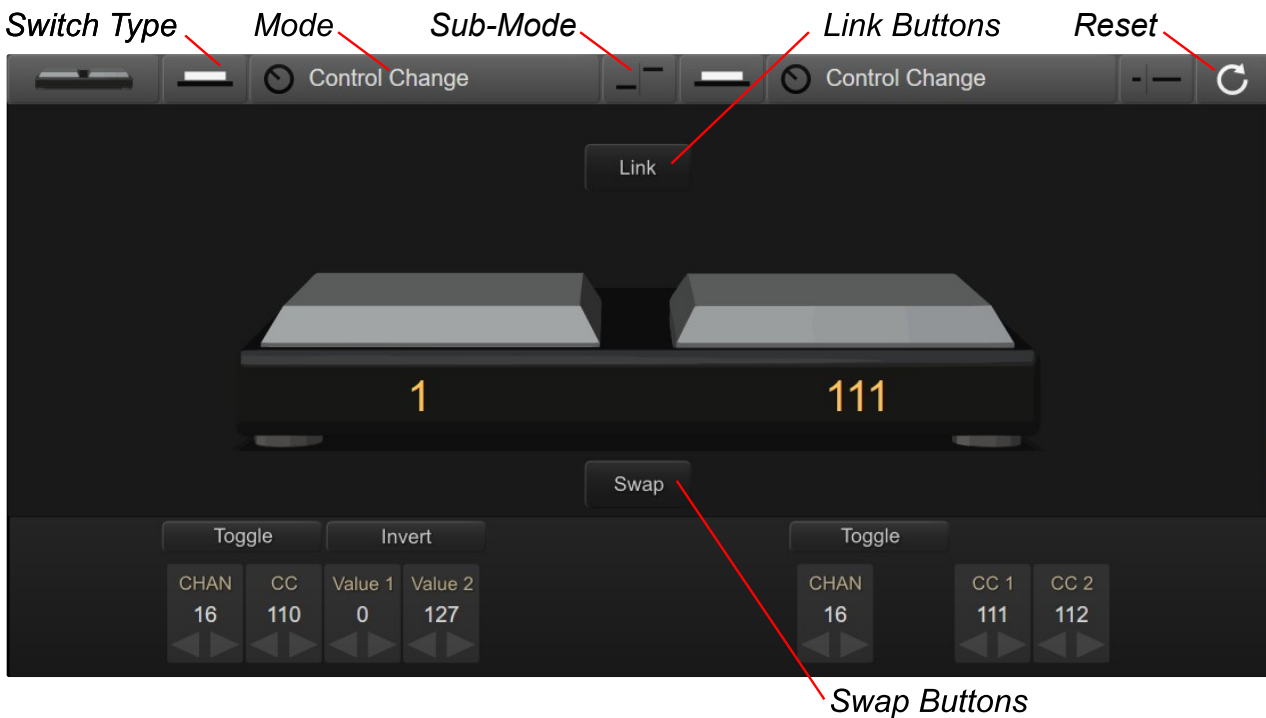 Switch Type Mode Sub-Mode Link Buttons Reset
Control Change Control Change
Link
1 111
Swap
Toggle Invert Toggle
CHAN CC Value 1 Value 2 CHAN CC 1 CC 2
16 110 0 127 16 111 112
Swap Buttons